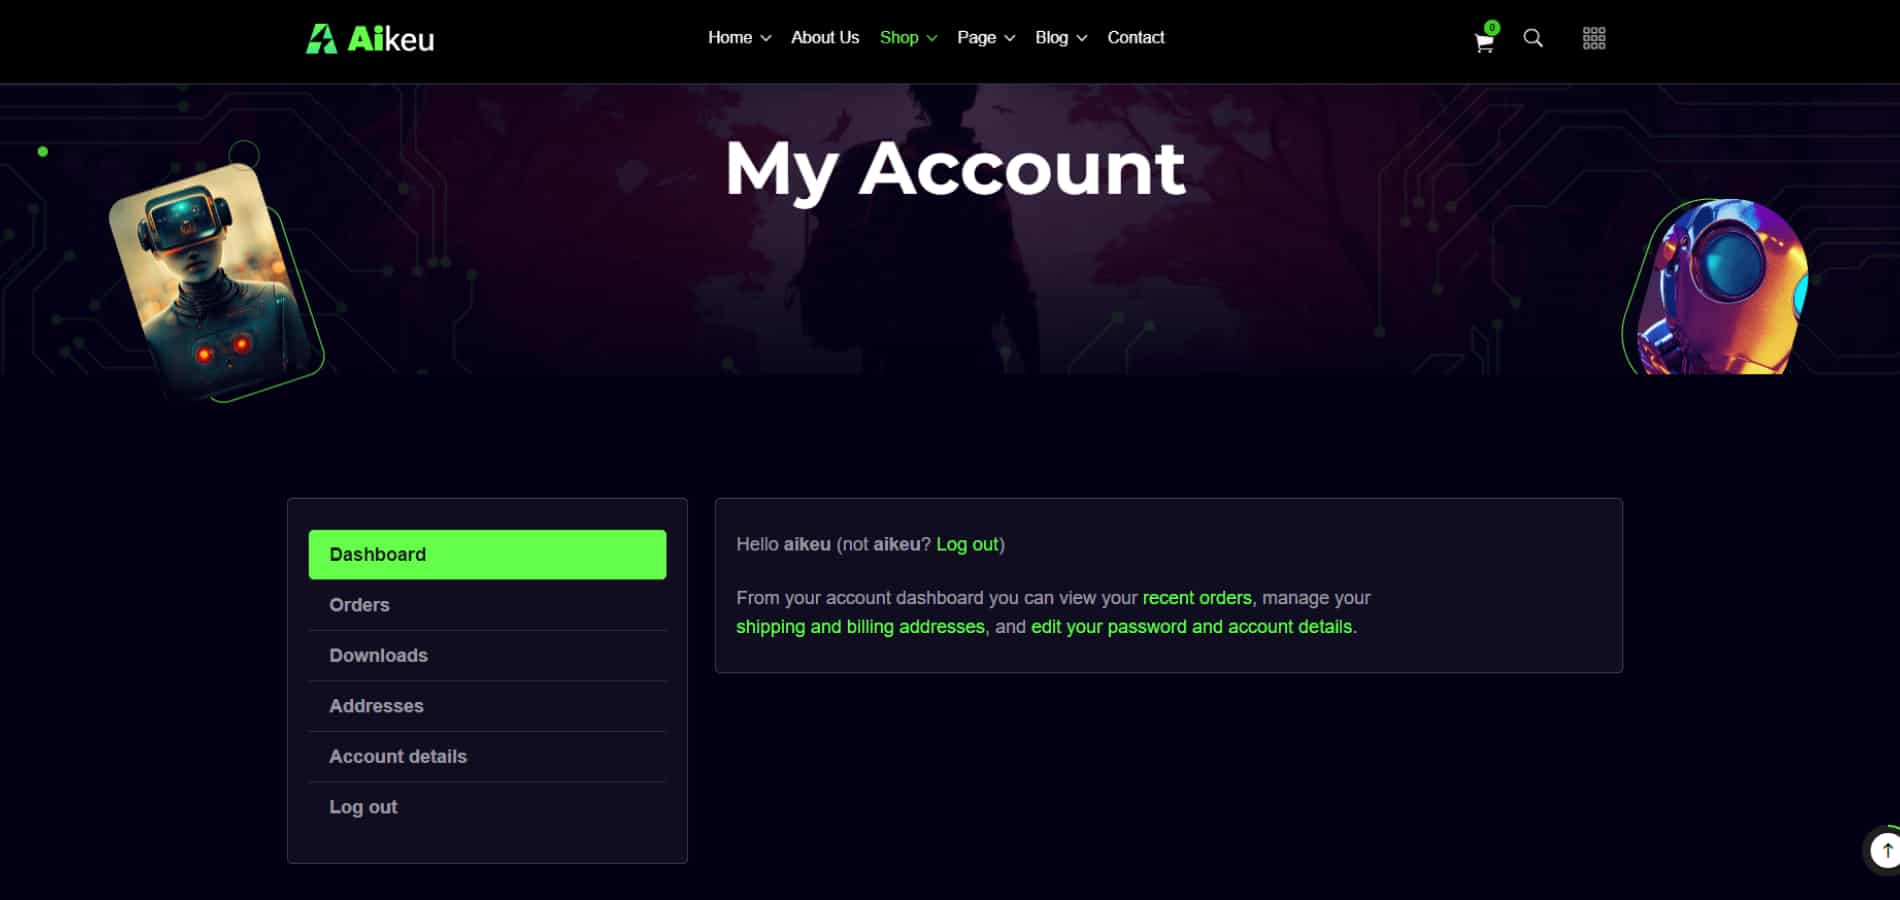 Aikeu
Home About Us Shop Page Blog Contact
0
My Account
Dashboard
Orders
Downloads
Addresses
Account details
Log out
Hello aikeu (not aikeu? Log out)
From your account dashboard you can view your recent orders, manage your
shipping and billing addresses, and edit your password and account details.